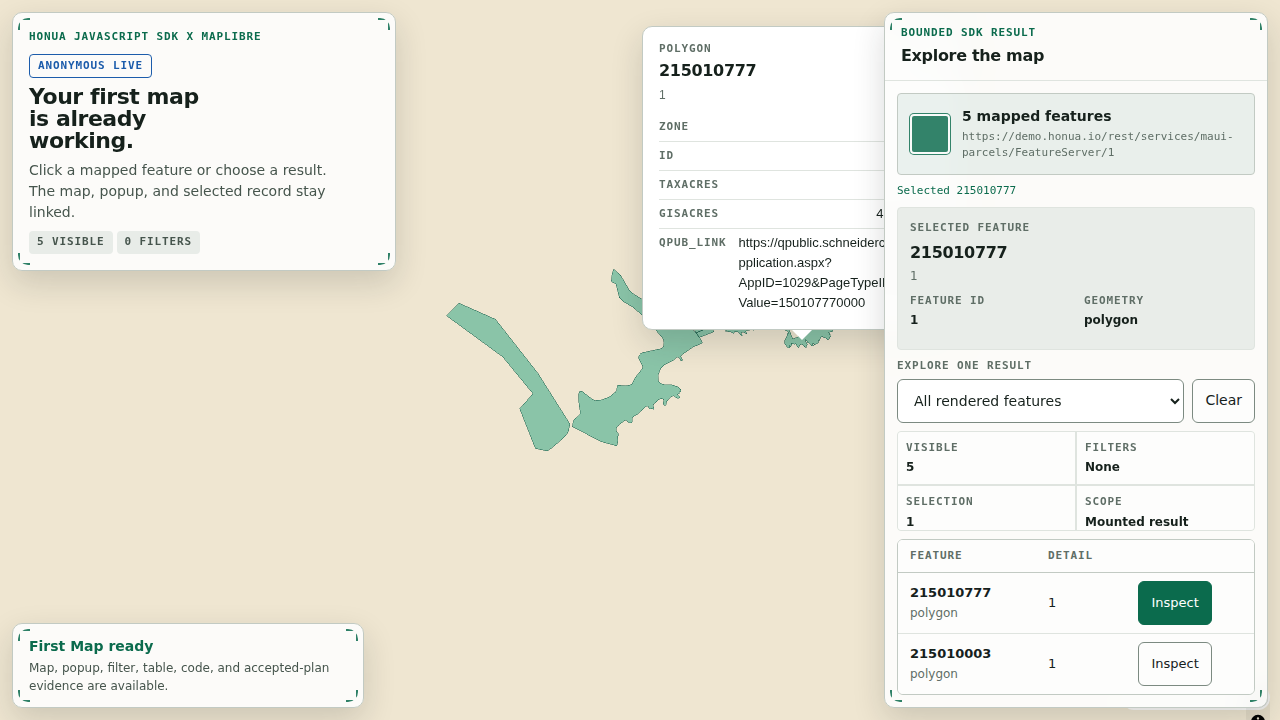 HONUA JAVASCRIPT SDK X MAPLIBRE
ANONYMOUS LIVE
Your first map
is already
working.
Click a mapped feature or choose a result.
The map, popup, and selected record stay
linked.
5 VISIBLE
0 FILTERS
POLYGON
215010777
1
ZONE
ID
TAXACRES
GISACRES
4
QPUB_LINK
https://qpublic.schneiderc
pplication.aspx?
AppID=1029&PageTypeI
Value=150107770000
BOUNDED SDK RESULT
Explore the map
5 mapped features
https://demo.honua.io/rest/services/maui-
parcels/FeatureServer/1
Selected 215010777
SELECTED FEATURE
215010777
1
FEATURE ID
GEOMETRY
1
polygon
EXPLORE ONE RESULT
All rendered features
Clear
VISIBLE
FILTERS
5
None
SELECTION
SCOPE
1
Mounted result
FEATURE
DETAIL
215010777
polygon
1
Inspect
215010003
polygon
1
Inspect
First Map ready
Map, popup, filter, table, code, and accepted-plan
evidence are available.